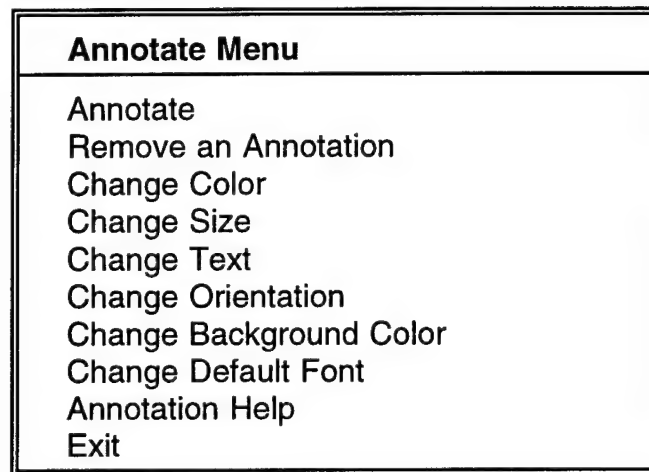 Annotate Menu
Annotate
Remove an Annotation
Change Color
Change Size
Change Text
Change Orientation
Change Background Color
Change Default Font
Annotation Help
Exit